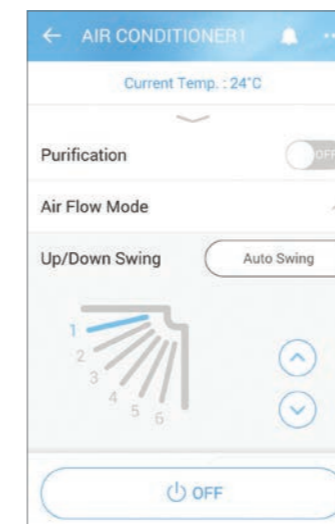 AIR CONDITIONER1
Current Temp. : 24°C
Purification OFF
Air Flow Mode
Up/Down Swing Auto Swing
1
2
3
4
5
6
OFF